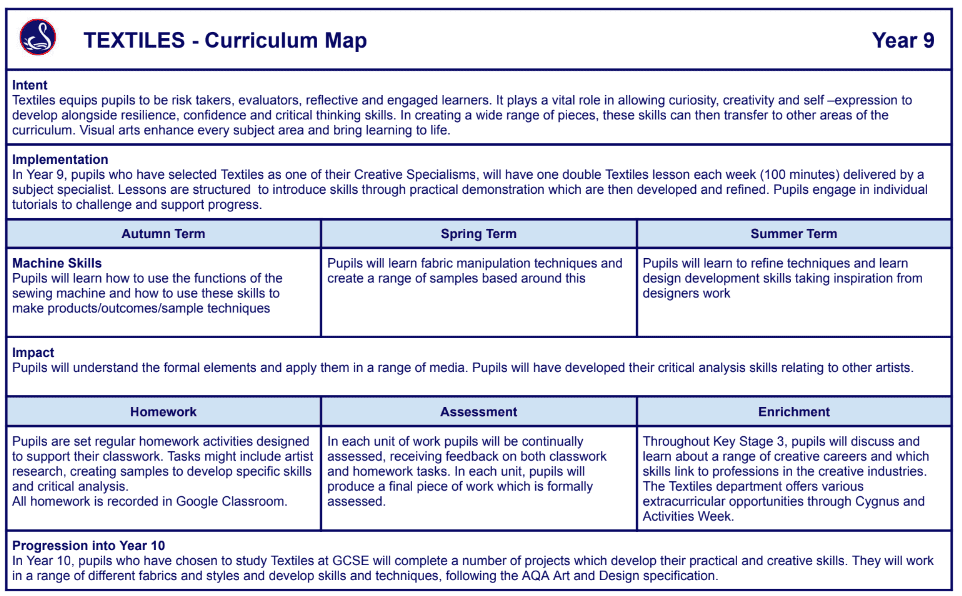 TEXTILES - Curriculum Map
Year 9
Intent
Textiles equips pupils to be risk takers, evaluators, reflective and engaged learners. It plays a vital role in allowing curiosity, creativity and self –expression to
develop alongside resilience, confidence and critical thinking skills. In creating a wide range of pieces, these skills can then transfer to other areas of the
curriculum. Visual arts enhance every subject area and bring learning to life.
Implementation
In Year 9, pupils who have selected Textiles as one of their Creative Specialisms, will have one double Textiles lesson each week (100 minutes) delivered by a
subject specialist. Lessons are structured  to introduce skills through practical demonstration which are then developed and refined. Pupils engage in individual
tutorials to challenge and support progress.
Autumn Term
Spring Term
Summer Term
Machine Skills
Pupils will learn how to use the functions of the
sewing machine and how to use these skills to
make products/outcomes/sample techniques
Pupils will learn fabric manipulation techniques and
create a range of samples based around this
Pupils will learn to refine techniques and learn
design development skills taking inspiration from
designers work
Impact
Pupils will understand the formal elements and apply them in a range of media. Pupils will have developed their critical analysis skills relating to other artists.
Homework
Assessment
Enrichment
Pupils are set regular homework activities designed
to support their classwork. Tasks might include artist
research, creating samples to develop specific skills
and critical analysis.
All homework is recorded in Google Classroom.
In each unit of work pupils will be continually
assessed, receiving feedback on both classwork
and homework tasks. In each unit, pupils will
produce a final piece of work which is formally
assessed.
Throughout Key Stage 3, pupils will discuss and
learn about a range of creative careers and which
skills link to professions in the creative industries.
The Textiles department offers various
extracurricular opportunities through Cygnus and
Activities Week.
Progression into Year 10
In Year 10, pupils who have chosen to study Textiles at GCSE will complete a number of projects which develop their practical and creative skills. They will work
in a range of different fabrics and styles and develop skills and techniques, following the AQA Art and Design specification.